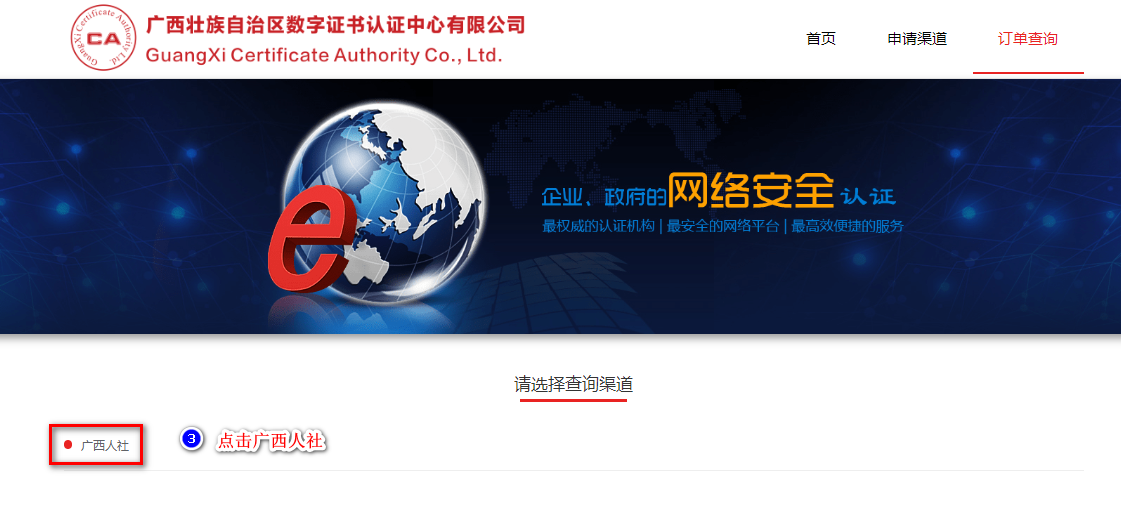 广西壮族自治区数字证书认证中心有限公司
GuangXi Certificate Authority Co., Ltd.
GuangXi Certificate Authority Ltd.
CA
首页
申请渠道
订单查询
企业、政府的网络安全认证
最权威的认证机构 | 最安全的网络平台 | 最高效便捷的服务
e
请选择查询渠道
广西人社
3 点击广西人社